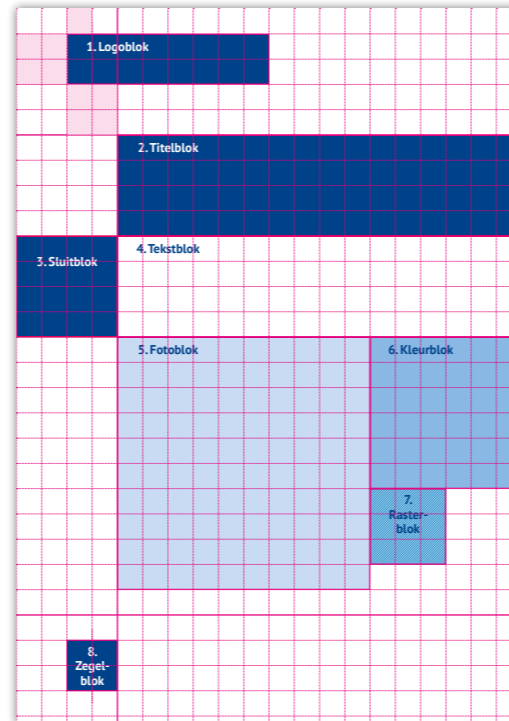 1. Logoblok
2. Titelblok
3. Sluitblok
4. Tekstblok
5. Fotoblok
6. Kleurblok
7.
Raster-
blok
8.
Zegel-
blok